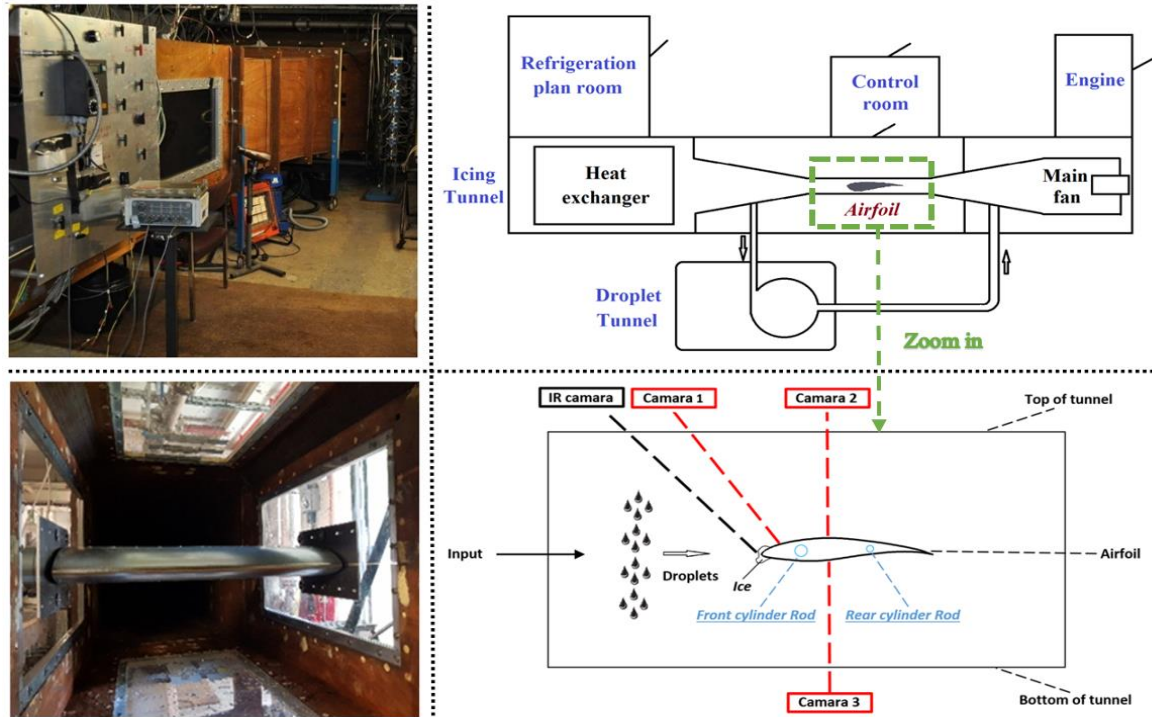 Refrigeration
plan room
Control
room
Engine
Icing
Tunnel
Heat
exchanger
Airfoil
Main
fan
Droplet
Tunnel
Zoom in
IR camara
Camara 1
Camara 2
Top of tunnel
Input
Droplets
Ice
Airfoil
Front cylinder Rod
Rear cylinder Rod
Camara 3
Bottom of tunnel